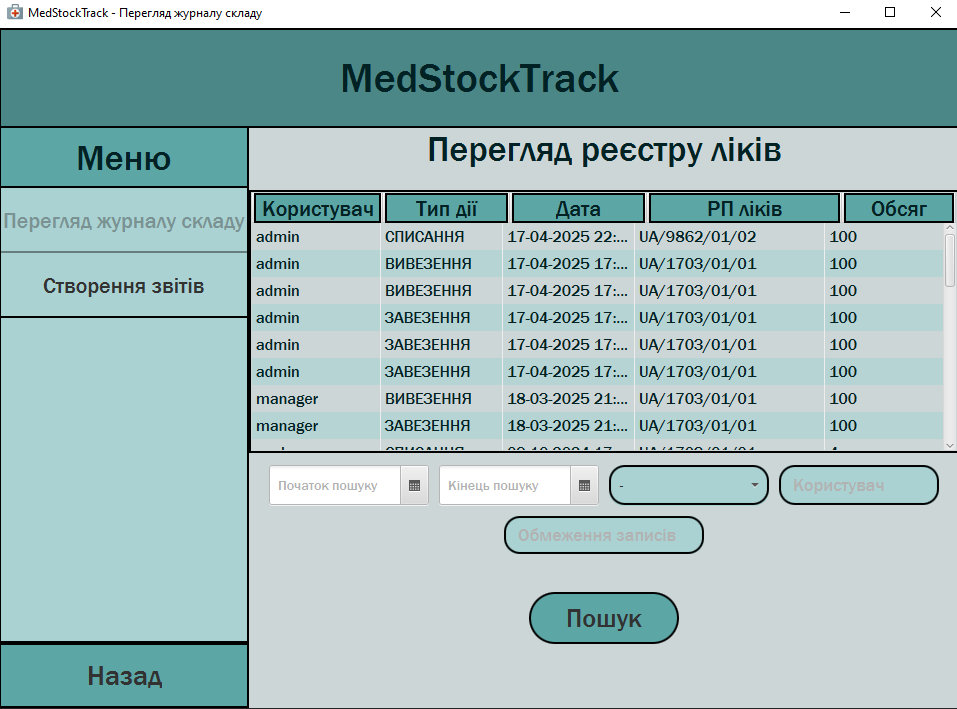 MedStockTrack - Перегляд журналу складу
MedStockTrack
Меню
Перегляд журналу складу
Створення звітів
Назад
Перегляд реєстру ліків
Користувач Тип дії Дата РП ліків Обсяг
admin СПИСАННЯ 17-04-2025 22:... UA/9862/01/02 100
admin ВИВЕЗЕННЯ 17-04-2025 17:... UA/1703/01/01 100
admin ВИВЕЗЕННЯ 17-04-2025 17:... UA/1703/01/01 100
admin ЗАВЕЗЕННЯ 17-04-2025 17:... UA/1703/01/01 100
admin ЗАВЕЗЕННЯ 17-04-2025 17:... UA/1703/01/01 100
admin ЗАВЕЗЕННЯ 17-04-2025 17:... UA/1703/01/01 100
manager ВИВЕЗЕННЯ 18-03-2025 21:... UA/1703/01/01 100
manager ЗАВЕЗЕННЯ 18-03-2025 21:... UA/1703/01/01 100
Початок пошуку Кінець пошуку - Користувач
Обмеження записів
Пошук